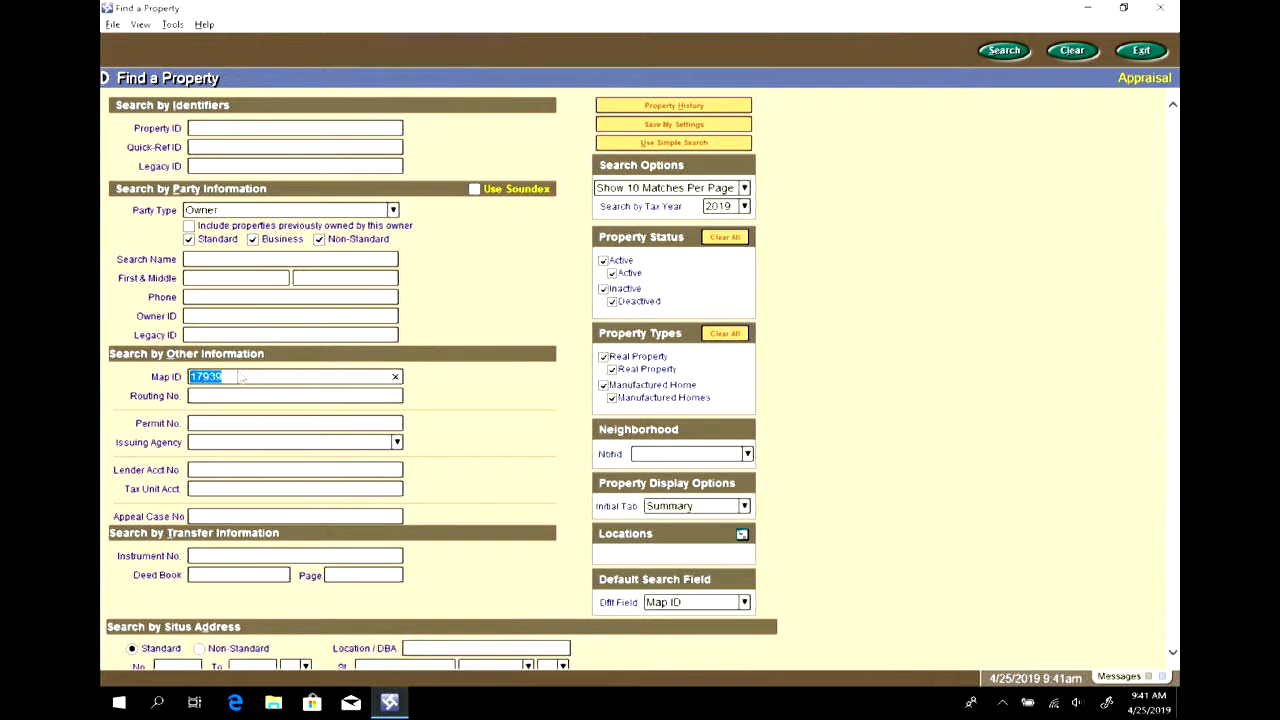 Find a Property
File View Tools Help
Search Clear Exit
Find a Property
Appraisal
Search by Identifiers
Property ID
Quick-Ref ID
Legacy ID
Search by Party Information
Use Soundex
Party Type Owner
Include properties previously owned by this owner
Standard Business Non-Standard
Search Name
First & Middle
Phone
Owner ID
Legacy ID
Search by Other Information
Map ID 17939
Routing No.
Permit No.
Issuing Agency
Lender Acct No.
Tax Unit Acct.
Appeal Case No
Search by Transfer Information
Instrument No.
Deed Book Page
Property History
Save My Settings
Use Simple Search
Search Options
Show 10 Matches Per Page
Search by Tax Year 2019
Property Status Clear All
Active
Active
Inactive
Deactived
Property Types Clear All
Real Property
Real Property
Manufactured Home
Manufactured Homes
Neighborhood
Nbhd
Property Display Options
Initial Tab Summary
Locations
Default Search Field
Dflt Field Map ID
Search by Situs Address
Standard Non-Standard Location / DBA
No. To St.
4/25/2019 9:41am Messages
9:41 AM
4/25/2019